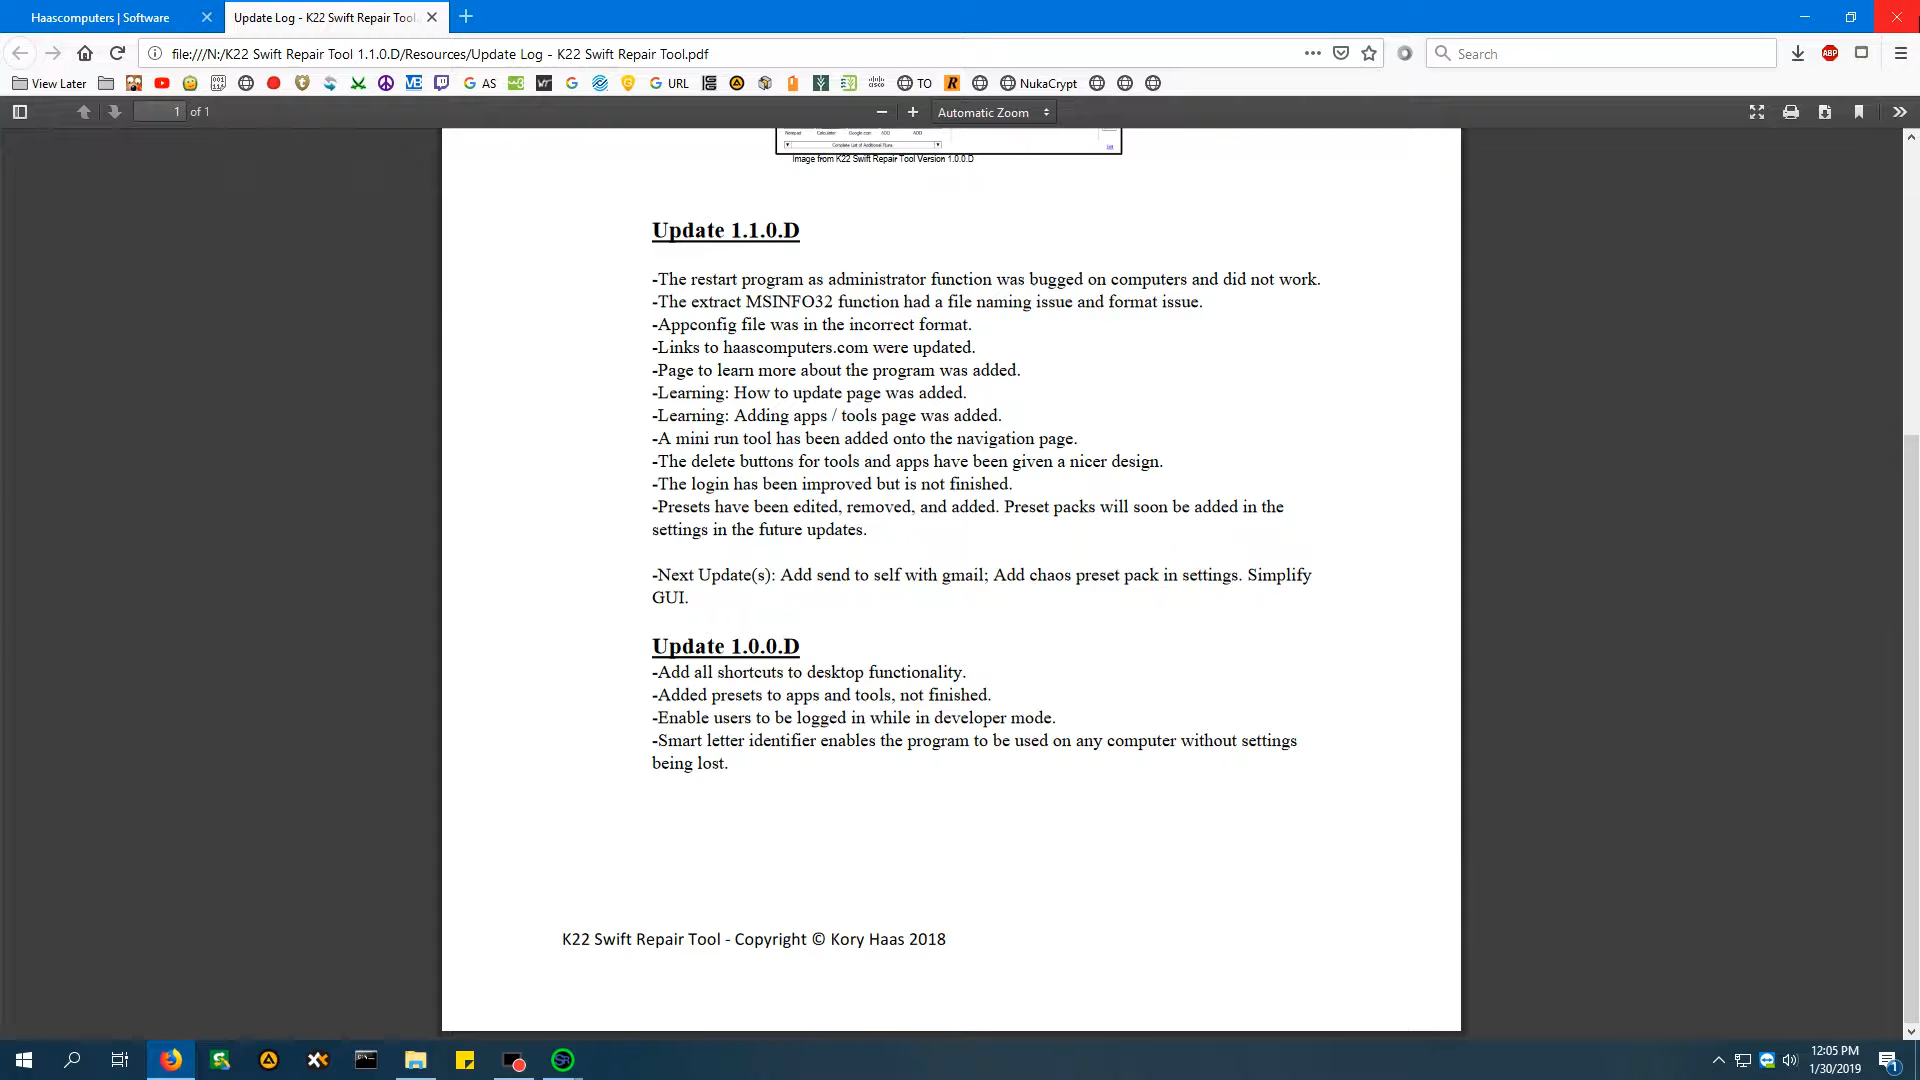 Haascomputers | Software
Update Log - K22 Swift Repair Tool
file:///N:/K22 Swift Repair Tool 1.1.0.D/Resources/Update Log - K22 Swift Repair Tool.pdf
Search
View Later
AS
URL
TO
NukaCrypt
1 of 1
Automatic Zoom
Notepad Calculator Google.com ADD ADD
Complete List of Additional Runs
Image from K22 Swift Repair Tool Version 1.0.0.D
Update 1.1.0.D
-The restart program as administrator function was bugged on computers and did not work.
-The extract MSINFO32 function had a file naming issue and format issue.
-Appconfig file was in the incorrect format.
-Links to haascomputers.com were updated.
-Page to learn more about the program was added.
-Learning: How to update page was added.
-Learning: Adding apps / tools page was added.
-A mini run tool has been added onto the navigation page.
-The delete buttons for tools and apps have been given a nicer design.
-The login has been improved but is not finished.
-Presets have been edited, removed, and added. Preset packs will soon be added in the
settings in the future updates.
-Next Update(s): Add send to self with gmail; Add chaos preset pack in settings. Simplify
GUI.
Update 1.0.0.D
-Add all shortcuts to desktop functionality.
-Added presets to apps and tools, not finished.
-Enable users to be logged in while in developer mode.
-Smart letter identifier enables the program to be used on any computer without settings
being lost.
K22 Swift Repair Tool - Copyright © Kory Haas 2018
12:05 PM
1/30/2019